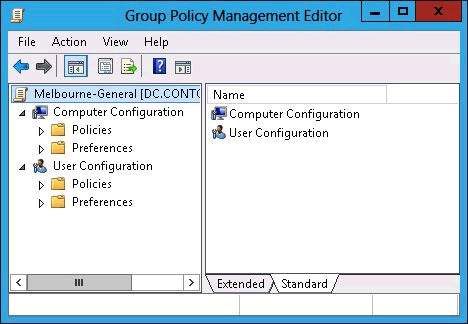 Group Policy Management Editor
File Action View Help
Melbourne-General [DC.CONTO
Computer Configuration
Policies
Preferences
User Configuration
Policies
Preferences
Name
Computer Configuration
User Configuration
Extended Standard